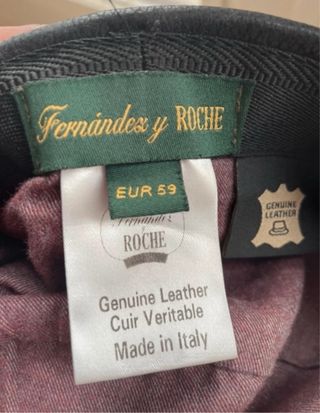 Fernández y ROCHE
EUR 59
GENUINE
LEATHER
Fernández
y
ROCHE
Genuine Leather
Cuir Veritable
Made in Italy